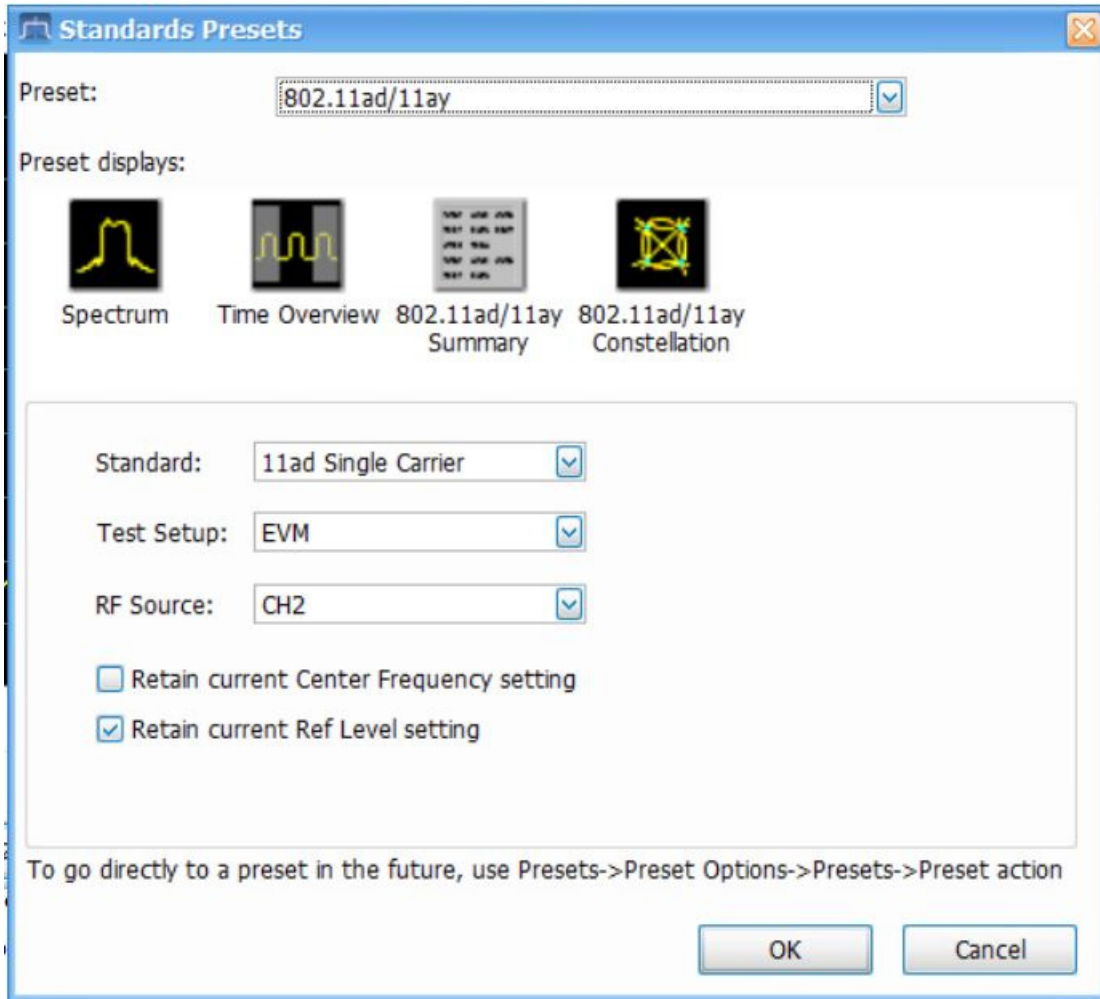 Standards Presets
Preset: 802.11ad/11ay
Preset displays:
Spectrum Time Overview 802.11ad/11ay Summary 802.11ad/11ay Constellation
Standard: 11ad Single Carrier
Test Setup: EVM
RF Source: CH2
Retain current Center Frequency setting
Retain current Ref Level setting
To go directly to a preset in the future, use Presets->Preset Options->Presets->Preset action
OK Cancel